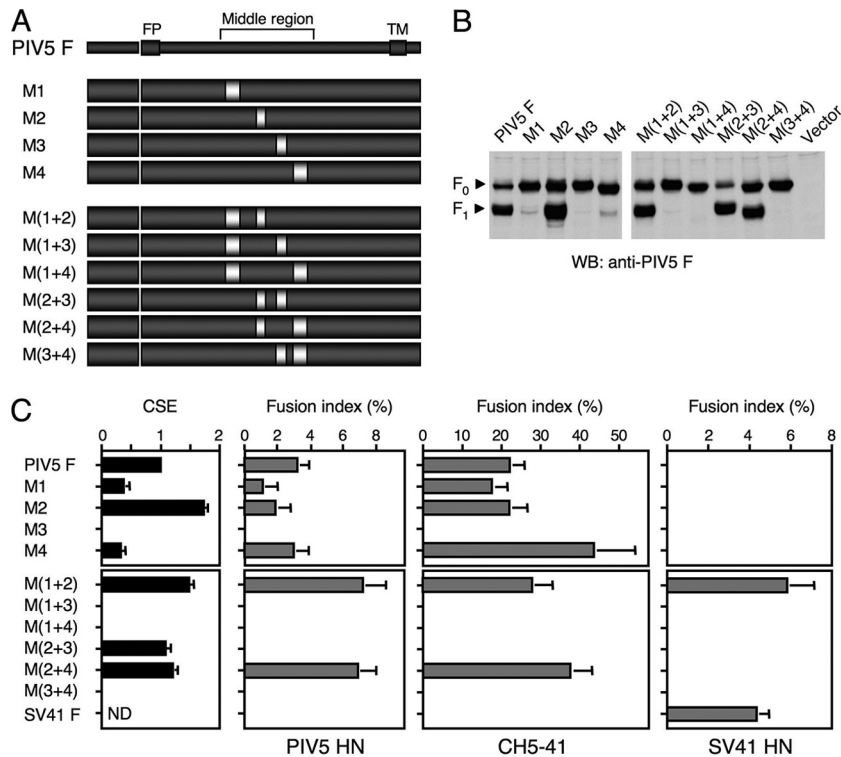 A
B
FP
Middle region
TM
PIV5 F
M1
M2
M3
M4
M(1+2)
M(1+3)
M(1+4)
M(2+3)
M(2+4)
M(3+4)
PIV5 F M1 M2 M3 M4 M(1+2) M(1+3) M(1+4) M(2+3) M(2+4) M(3+4) Vector
F0
F1
WB: anti-PIV5 F
C
CSE Fusion index (%) Fusion index (%) Fusion index (%)
0 1 2 0 2 4 6 8 0 10 20 30 40 50 0 2 4 6 8
PIV5 F
M1
M2
M3
M4
M(1+2)
M(1+3)
M(1+4)
M(2+3)
M(2+4)
M(3+4)
SV41 F ND
PIV5 HN CH5-41 SV41 HN